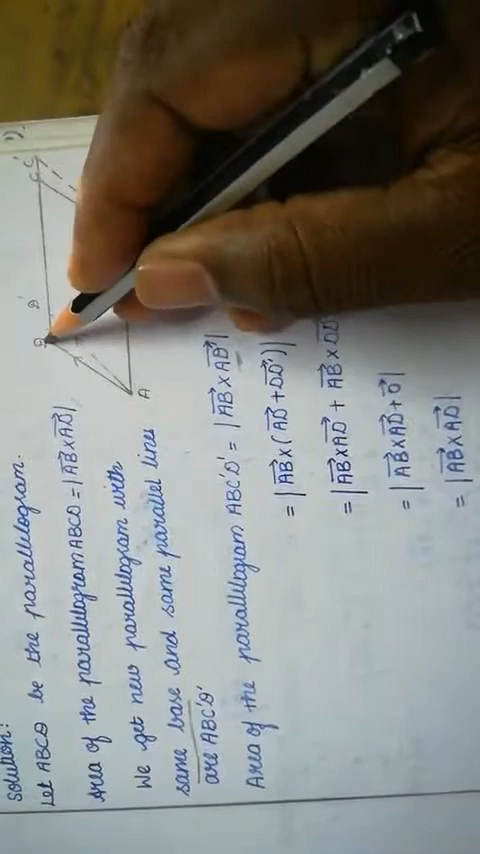 Solution:
Let ABCD be the parallelogram.
Area of the parallelogram ABCD = |AB × AD|
We get new parallelogram with
same base and same parallel lines
are ABC'D'
Area of the parallelogram ABC'D' = |AB × AD'|
= |AB × (AD + DD')|
= |AB × AD + AB × DD
= |AB × AD + 0|
= |AB × AD|
D D' C C'
A